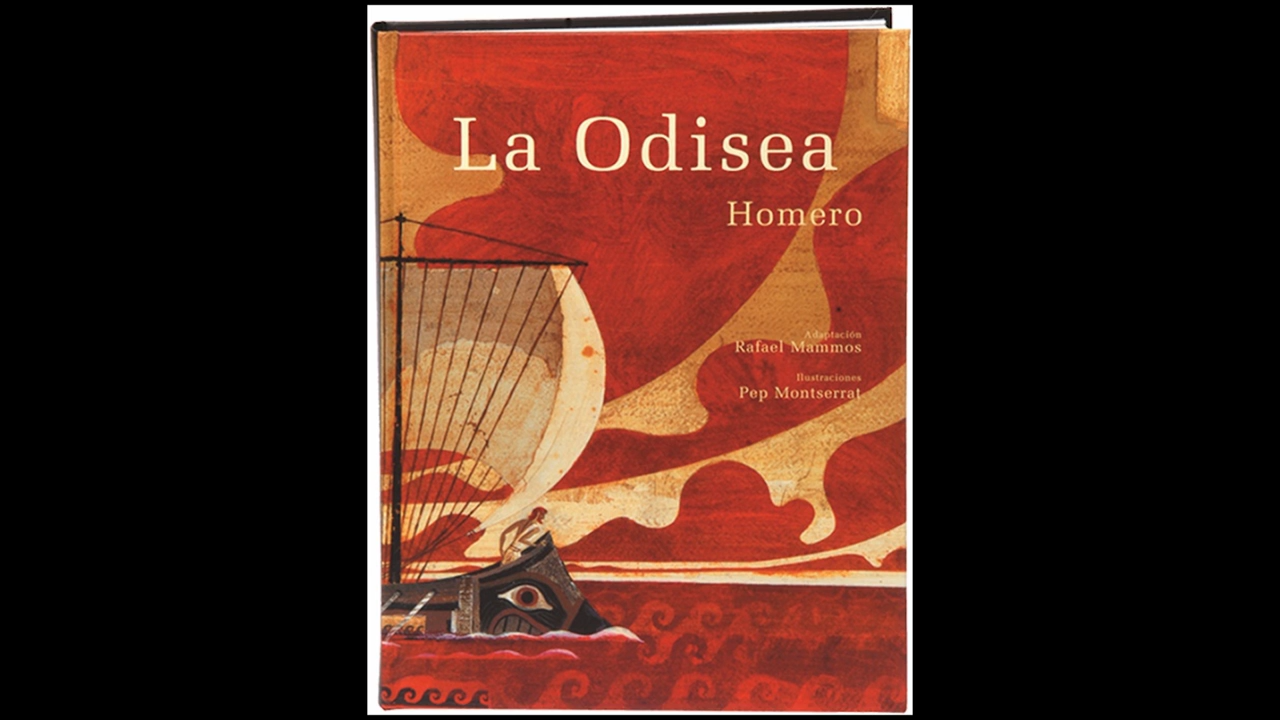 La Odisea
Homero
Adaptación
Rafael Mammos
Ilustraciones
Pep Montserrat